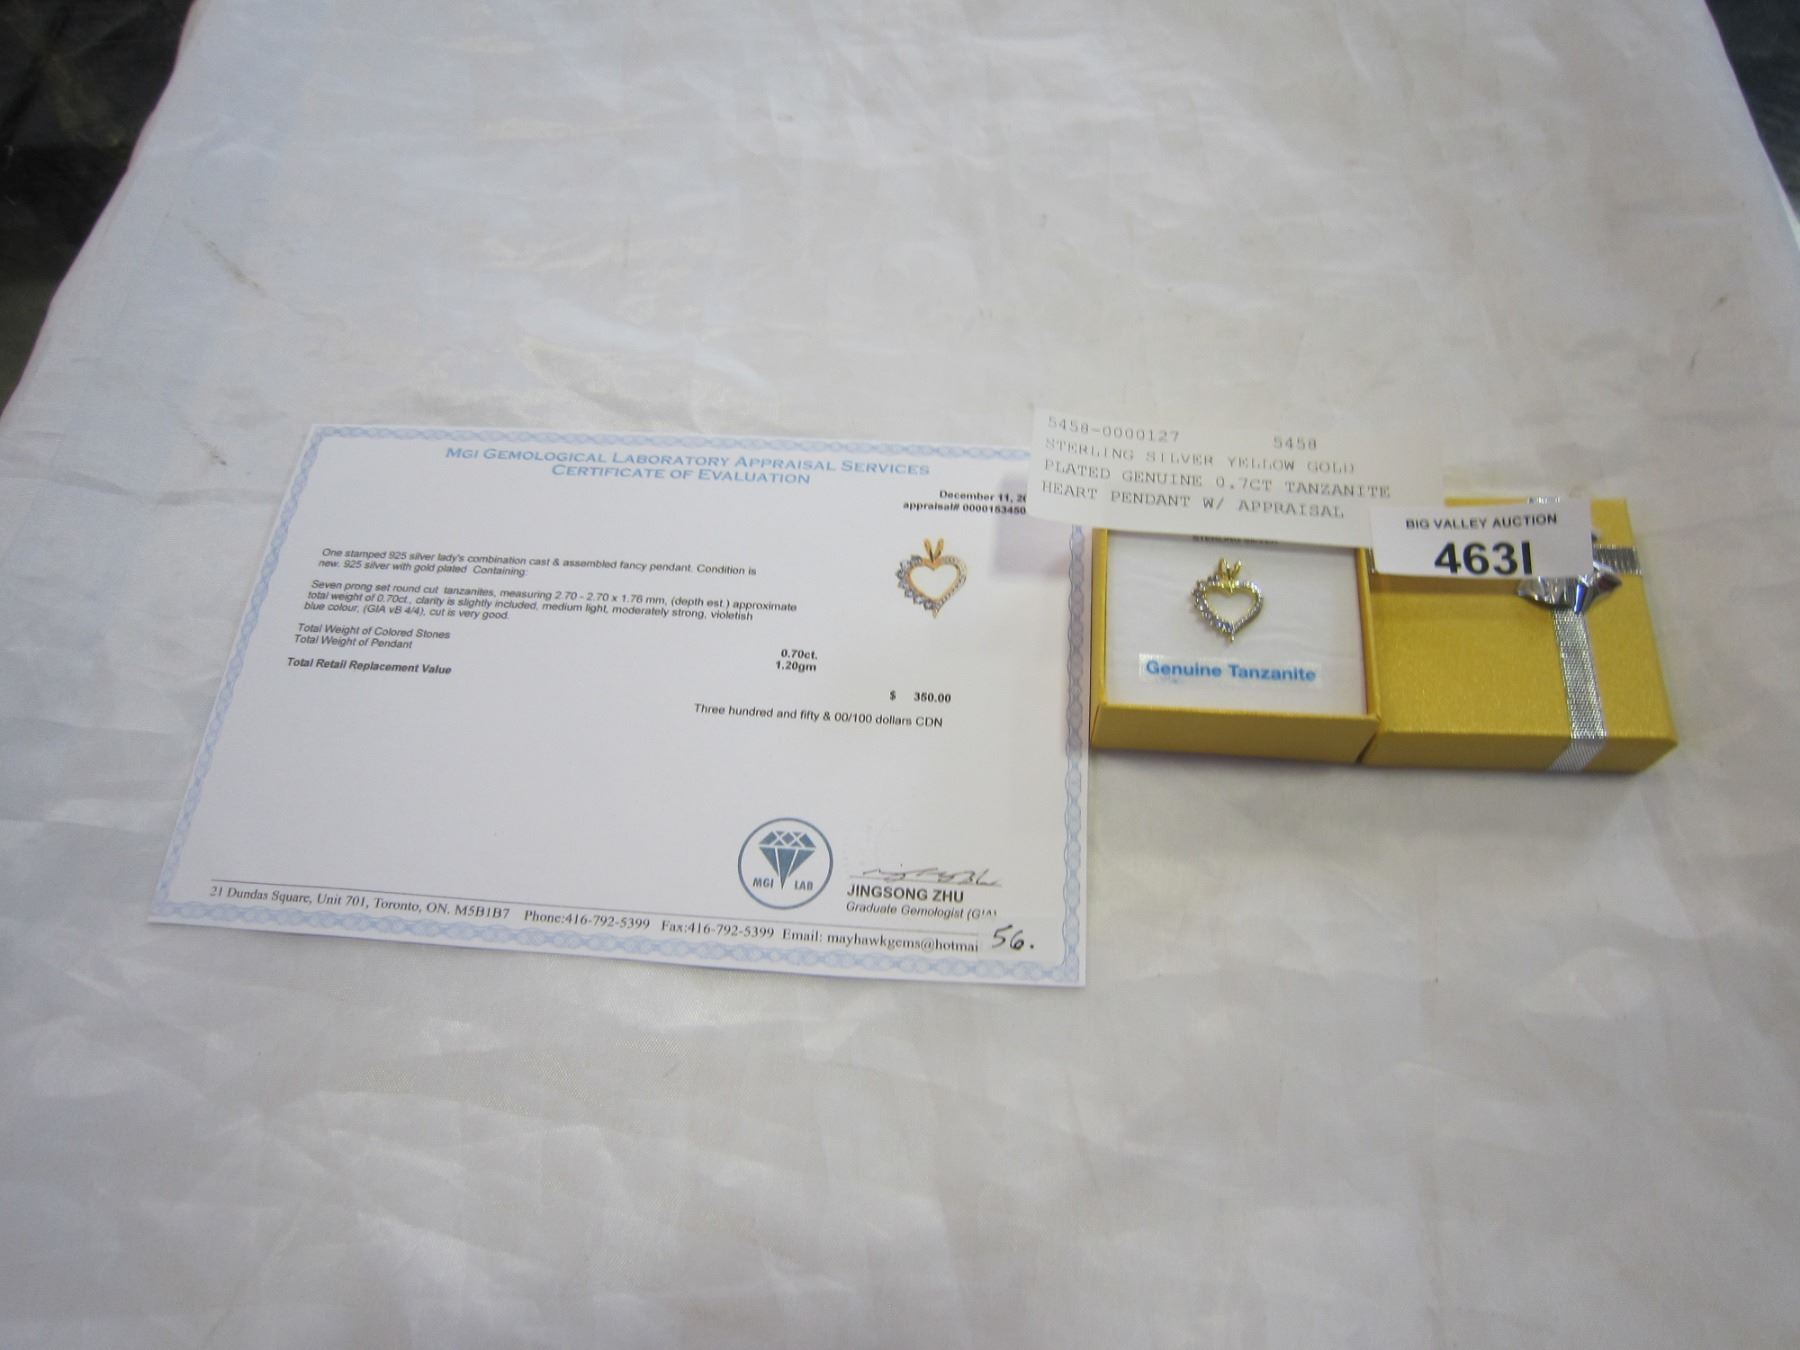 MGI GEMOLOGICAL LABORATORY APPRAISAL SERVICES
CERTIFICATE OF EVALUATION
December 11, 20
appraisal# 0000153450
One stamped 925 silver lady's combination cast & assembled fancy pendant. Condition is
new. 925 silver with gold plated Containing:
Seven prong set round cut tanzanites, measuring 2.70 - 2.70 x 1.76 mm, (depth est.) approximate
total weight of 0.70ct., clarity is slightly included, medium light, moderately strong, violetish
blue colour, (GIA vB 4/4), cut is very good.
Total Weight of Colored Stones 0.70ct.
Total Weight of Pendant 1.20gm
Total Retail Replacement Value $ 350.00
Three hundred and fifty & 00/100 dollars CDN
MGI LAB
JINGSONG ZHU
Graduate Gemologist (GIA)
21 Dundas Square, Unit 701, Toronto, ON. M5B1B7 Phone:416-792-5399 Fax:416-792-5399 Email: mayhawkgems@hotmai
56.
5458-0000127 5458
STERLING SILVER YELLOW GOLD
PLATED GENUINE 0.7CT TANZANITE
HEART PENDANT W/ APPRAISAL
BIG VALLEY AUCTION
463I
STERLING SILVER
Genuine Tanzanite